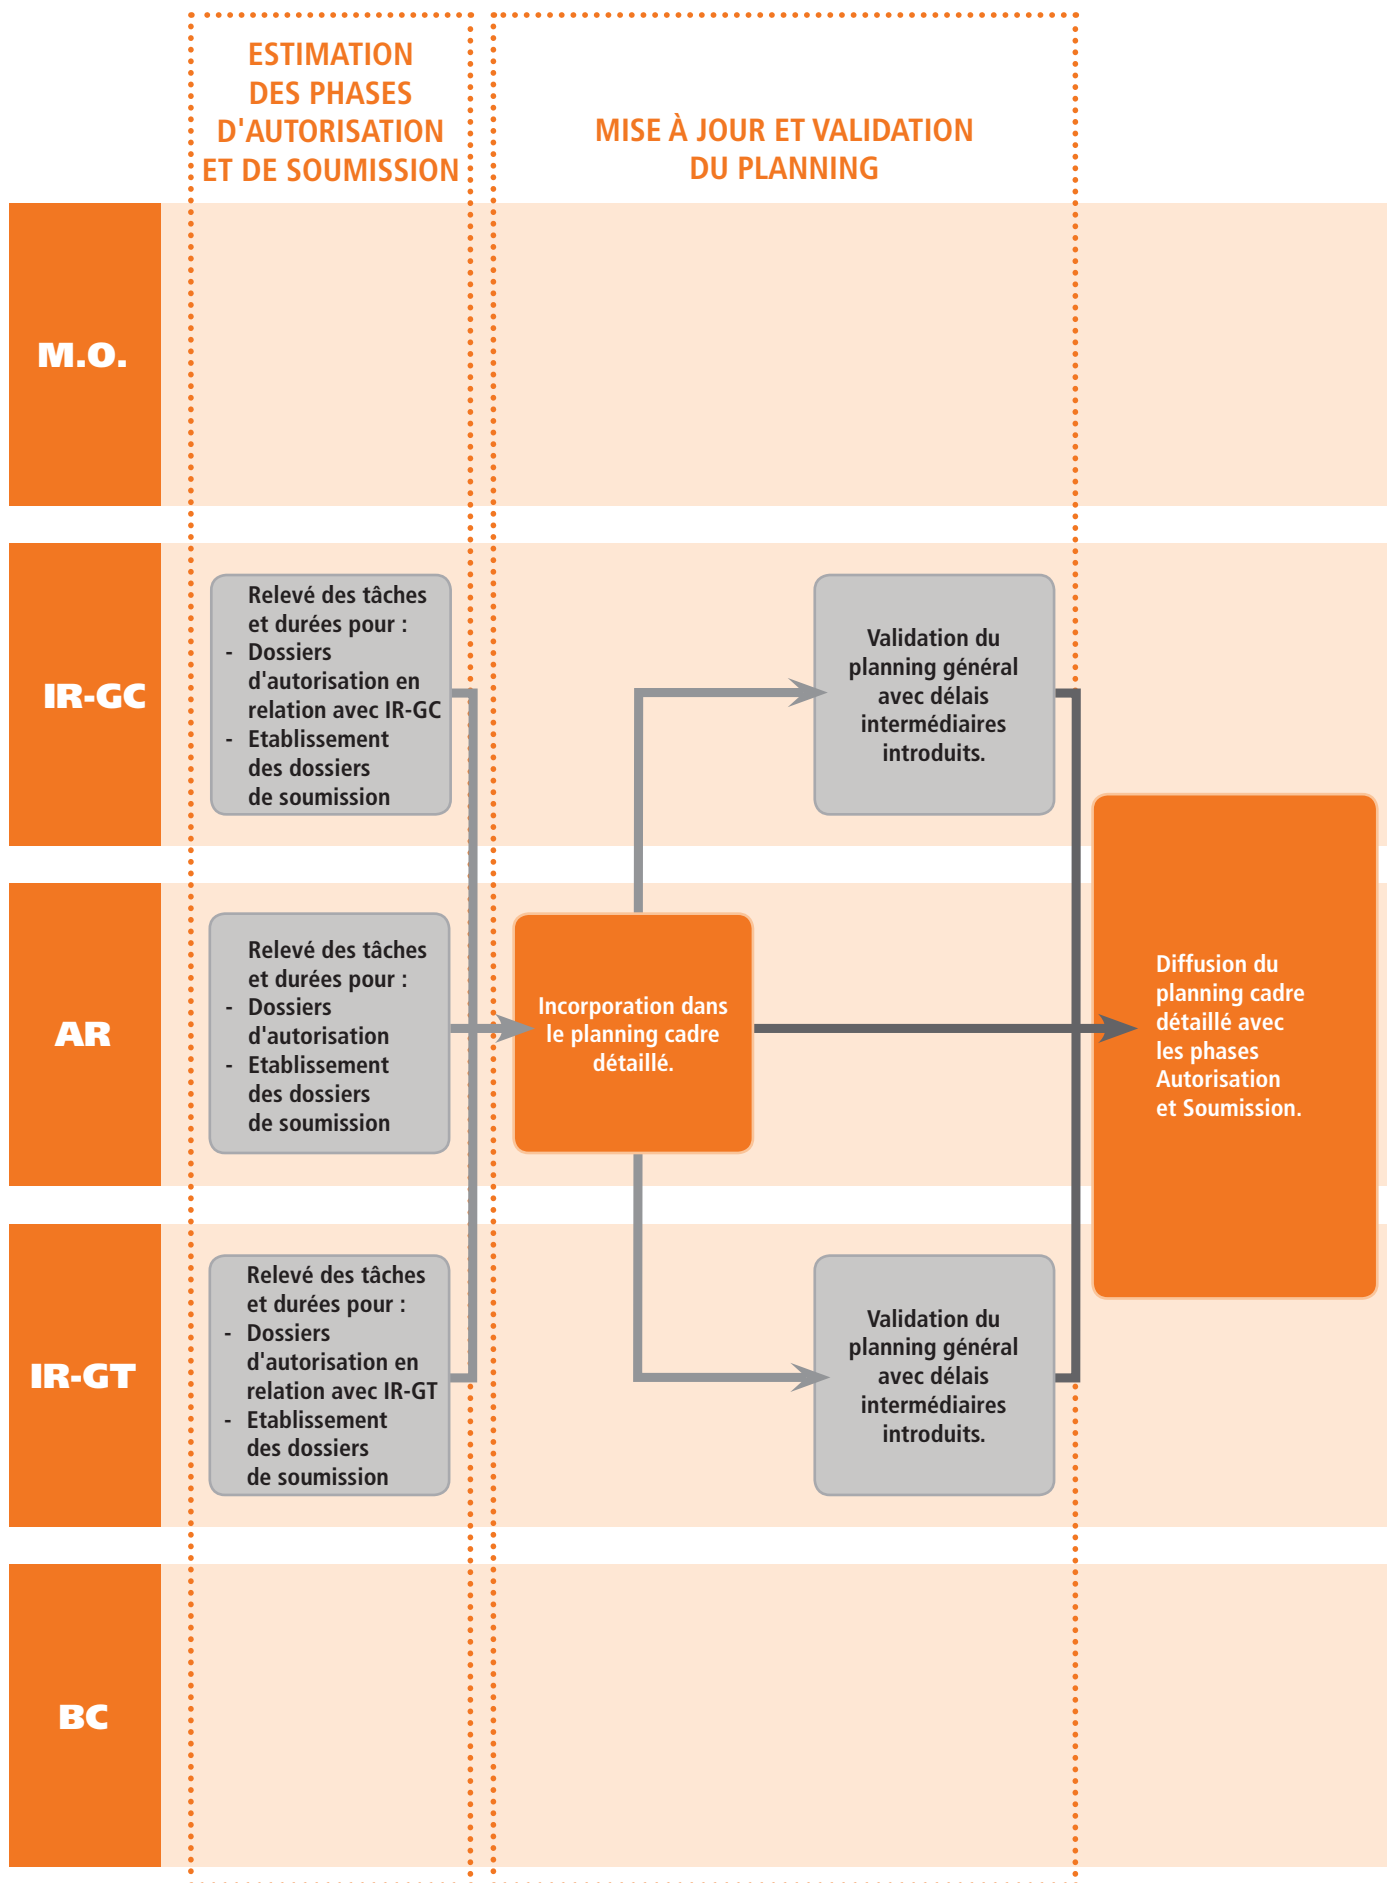 ESTIMATION
DES PHASES
D'AUTORISATION
ET DE SOUMISSION
MISE À JOUR ET VALIDATION
DU PLANNING
M.O.
IR-GC
Relevé des tâches
et durées pour :
- Dossiers
d'autorisation en
relation avec IR-GC
- Etablissement
des dossiers
de soumission
Validation du
planning général
avec délais
intermédiaires
introduits.
AR
Relevé des tâches
et durées pour :
- Dossiers
d'autorisation
- Etablissement
des dossiers
de soumission
Incorporation dans
le planning cadre
détaillé.
Diffusion du
planning cadre
détaillé avec
les phases
Autorisation
et Soumission.
IR-GT
Relevé des tâches
et durées pour :
- Dossiers
d'autorisation en
relation avec IR-GT
- Etablissement
des dossiers
de soumission
Validation du
planning général
avec délais
intermédiaires
introduits.
BC